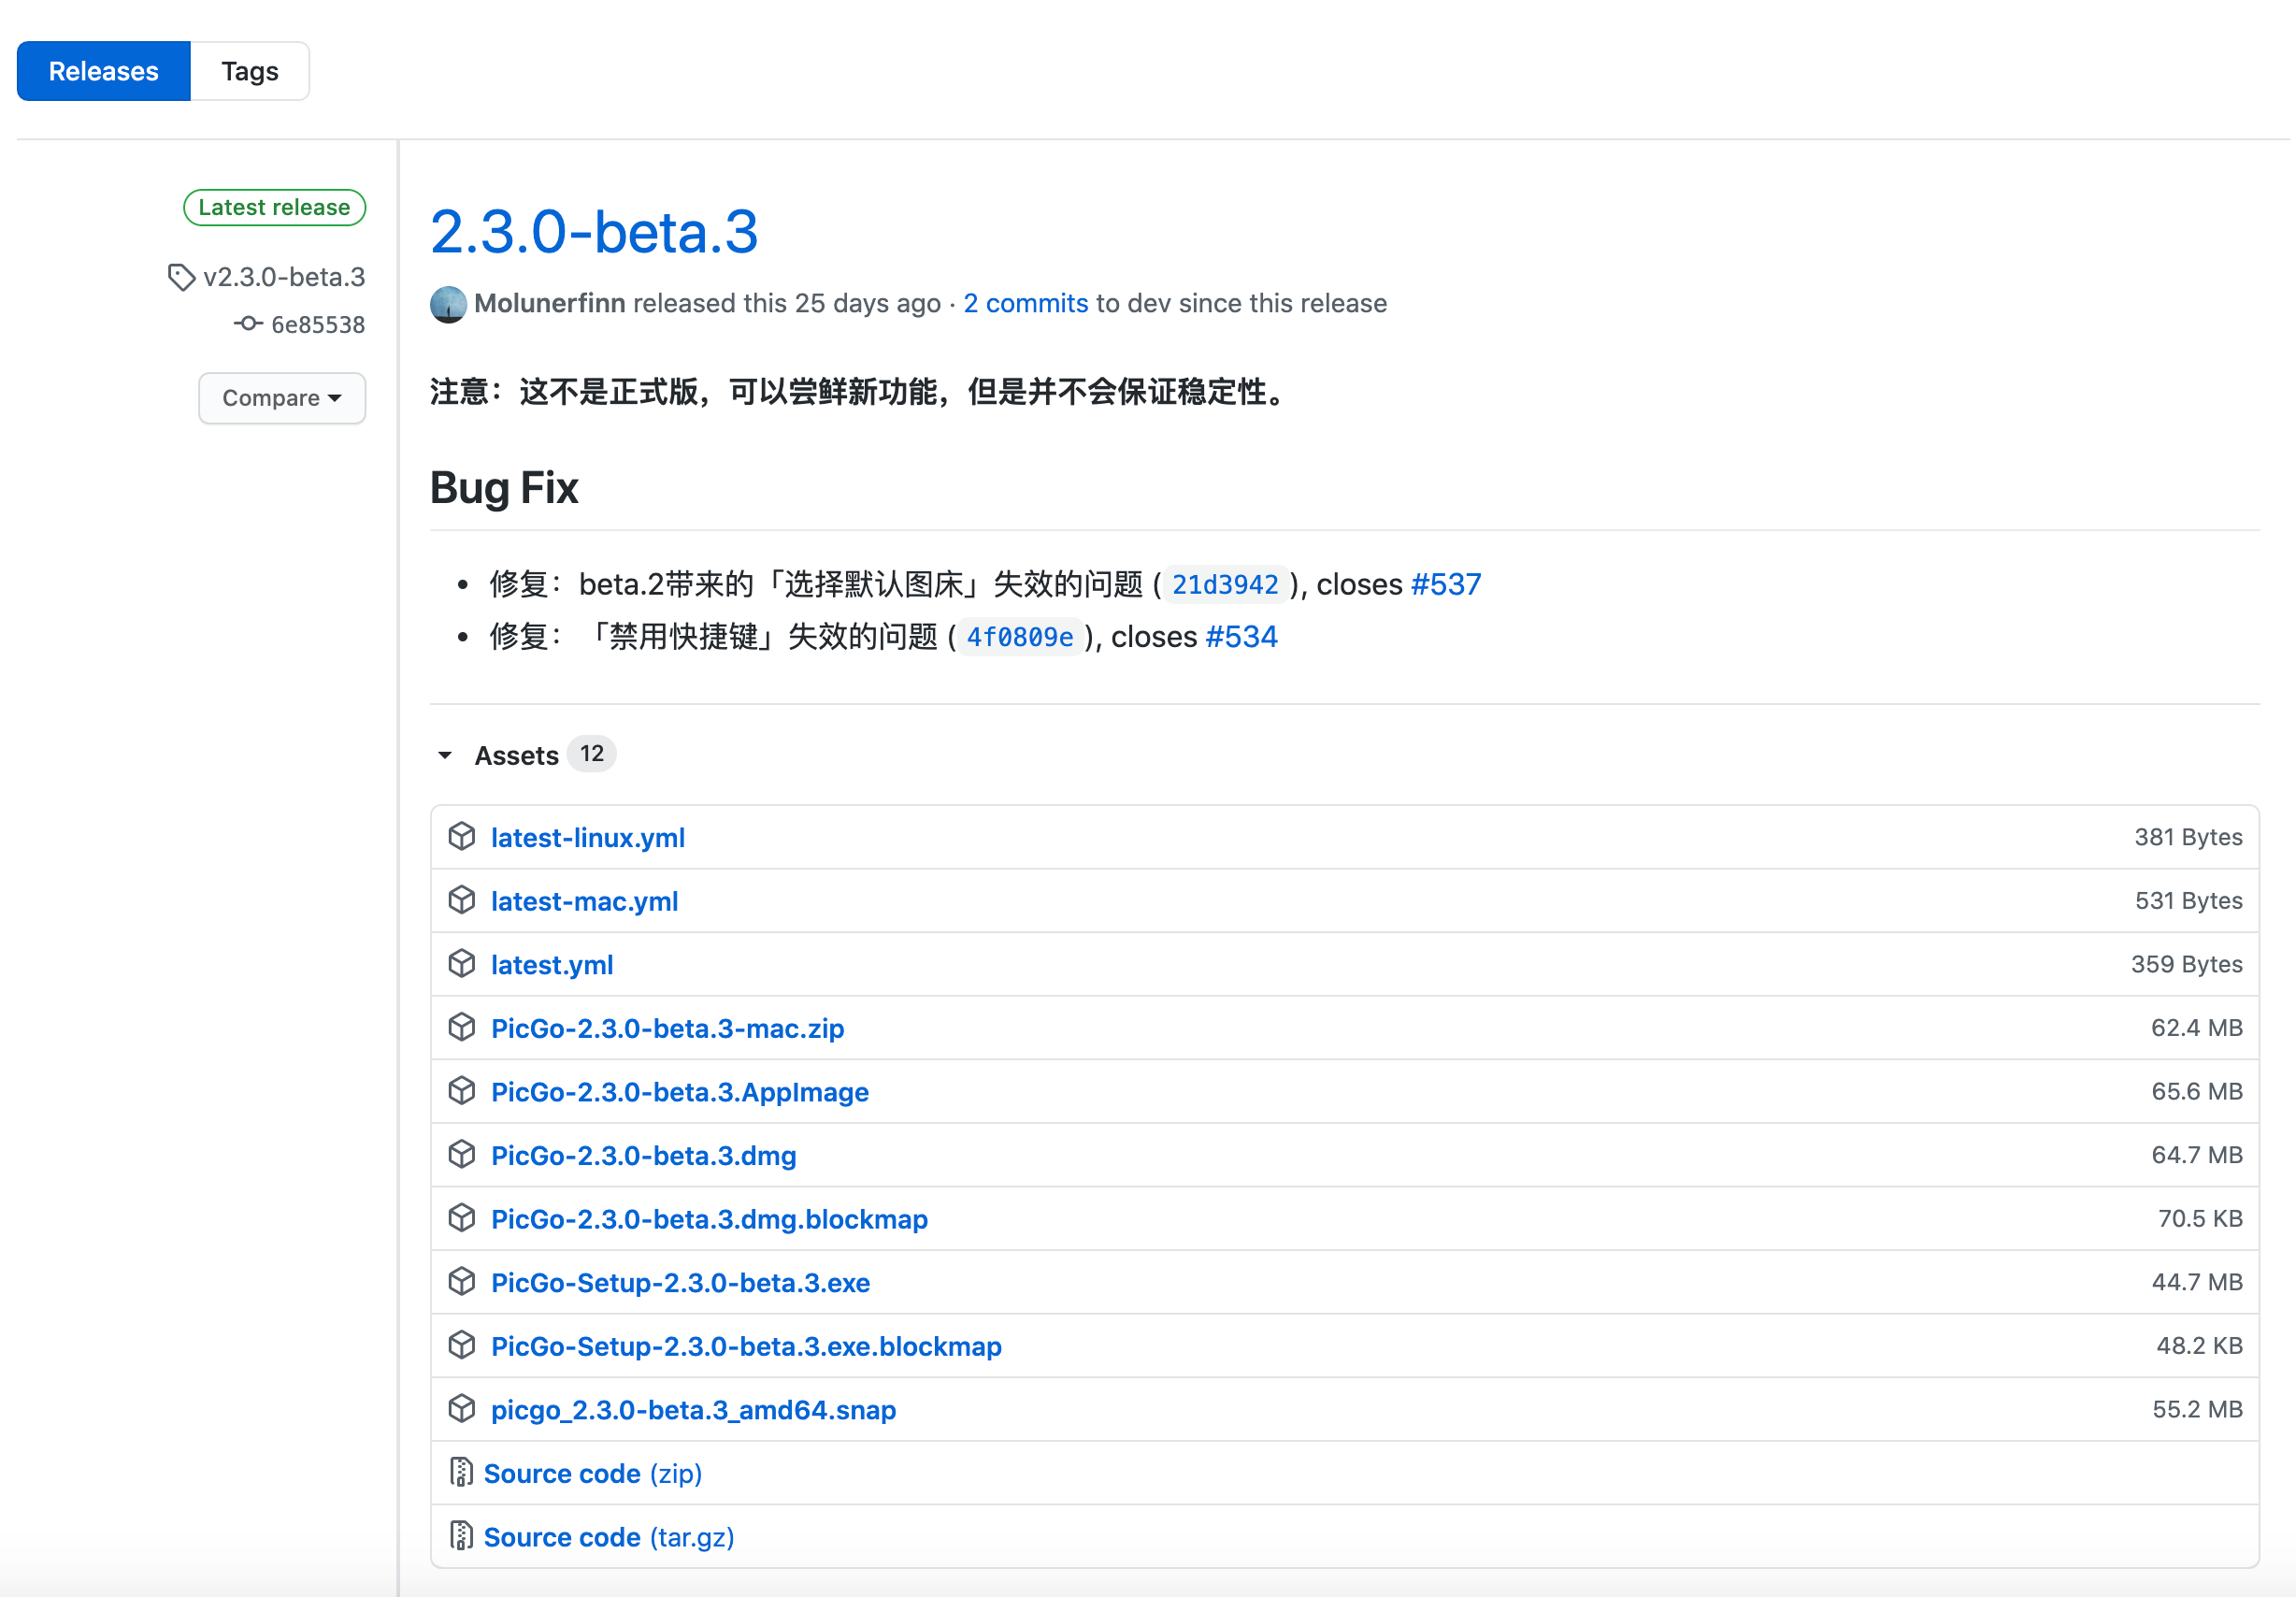 Releases Tags
Latest release
v2.3.0-beta.3
6e85538
Compare
2.3.0-beta.3
Molunerfinn released this 25 days ago · 2 commits to dev since this release
注意：这不是正式版，可以尝鲜新功能，但是并不会保证稳定性。
Bug Fix
• 修复：beta.2带来的「选择默认图床」失效的问题 (21d3942), closes #537
• 修复：「禁用快捷键」失效的问题 (4f0809e), closes #534
Assets 12
latest-linux.yml 381 Bytes
latest-mac.yml 531 Bytes
latest.yml 359 Bytes
PicGo-2.3.0-beta.3-mac.zip 62.4 MB
PicGo-2.3.0-beta.3.AppImage 65.6 MB
PicGo-2.3.0-beta.3.dmg 64.7 MB
PicGo-2.3.0-beta.3.dmg.blockmap 70.5 KB
PicGo-Setup-2.3.0-beta.3.exe 44.7 MB
PicGo-Setup-2.3.0-beta.3.exe.blockmap 48.2 KB
picgo_2.3.0-beta.3_amd64.snap 55.2 MB
Source code (zip)
Source code (tar.gz)